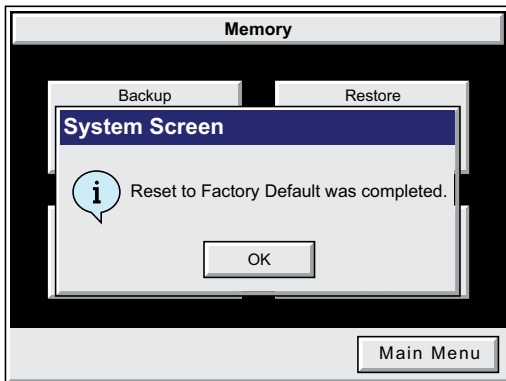 Memory
Backup
Restore
System Screen
i
Reset to Factory Default was completed.
OK
Main Menu